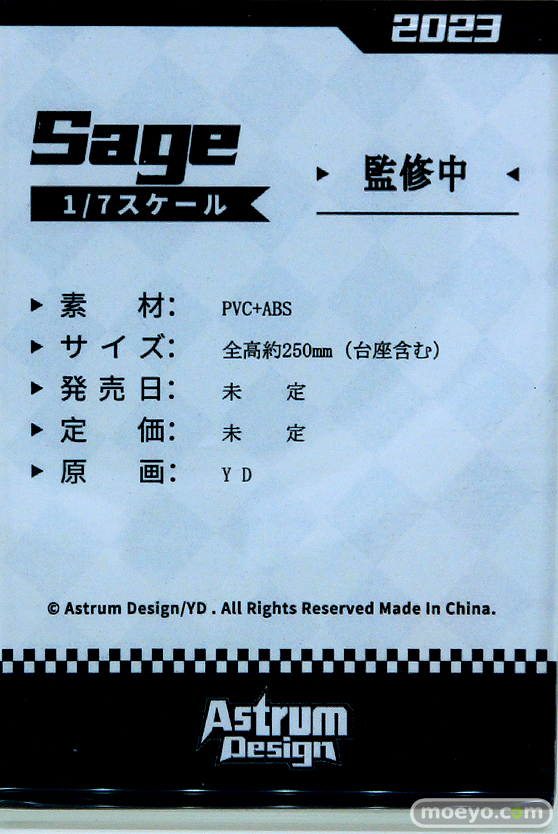 2023
Sage
1/7スケール
監修中
素材: PVC+ABS
サイズ: 全高約250mm (台座含む)
発売日: 未定
定価: 未定
原画: YD
© Astrum Design/YD . All Rights Reserved Made In China.
Astrum
Design
moeyo.com